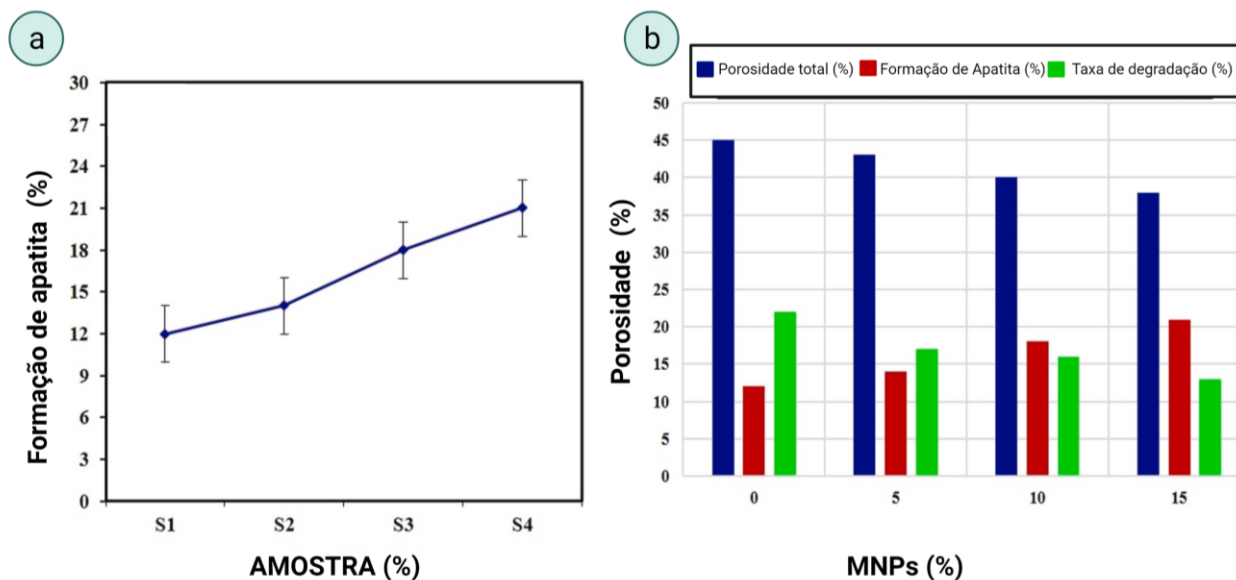 a
Formação de apatita (%)
30
27
24
21
18
15
12
9
6
3
0
S1 S2 S3 S4
AMOSTRA (%)
b
Porosidade total (%) Formação de Apatita (%) Taxa de degradação (%)
Porosidade (%)
50
45
40
35
30
25
20
15
10
5
0
0 5 10 15
MNPs (%)